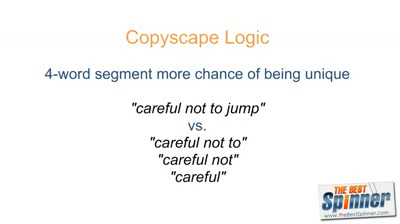 Copyscape Logic
4-word segment more chance of being unique
"careful not to jump"
vs.
"careful not to"
"careful not"
"careful"
THE BEST
Spinner
www.theBestSpinner.com